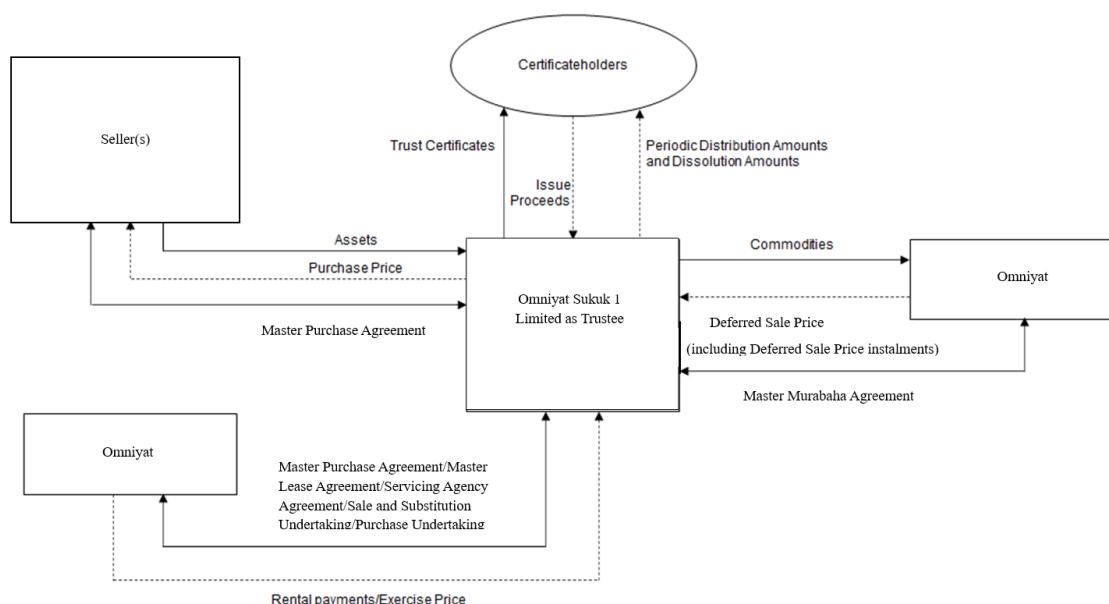 Certificateholders
Seller(s)
Trust Certificates
Periodic Distribution Amounts
and Dissolution Amounts
Issue
Proceeds
Assets
Purchase Price
Master Purchase Agreement
Omniyat Sukuk 1
Limited as Trustee
Commodities
Omniyat
Deferred Sale Price
(including Deferred Sale Price instalments)
Master Murabaha Agreement
Omniyat
Master Purchase Agreement/Master
Lease Agreement/Servicing Agency
Agreement/Sale and Substitution
Undertaking/Purchase Undertaking
Rental payments/Exercise Price